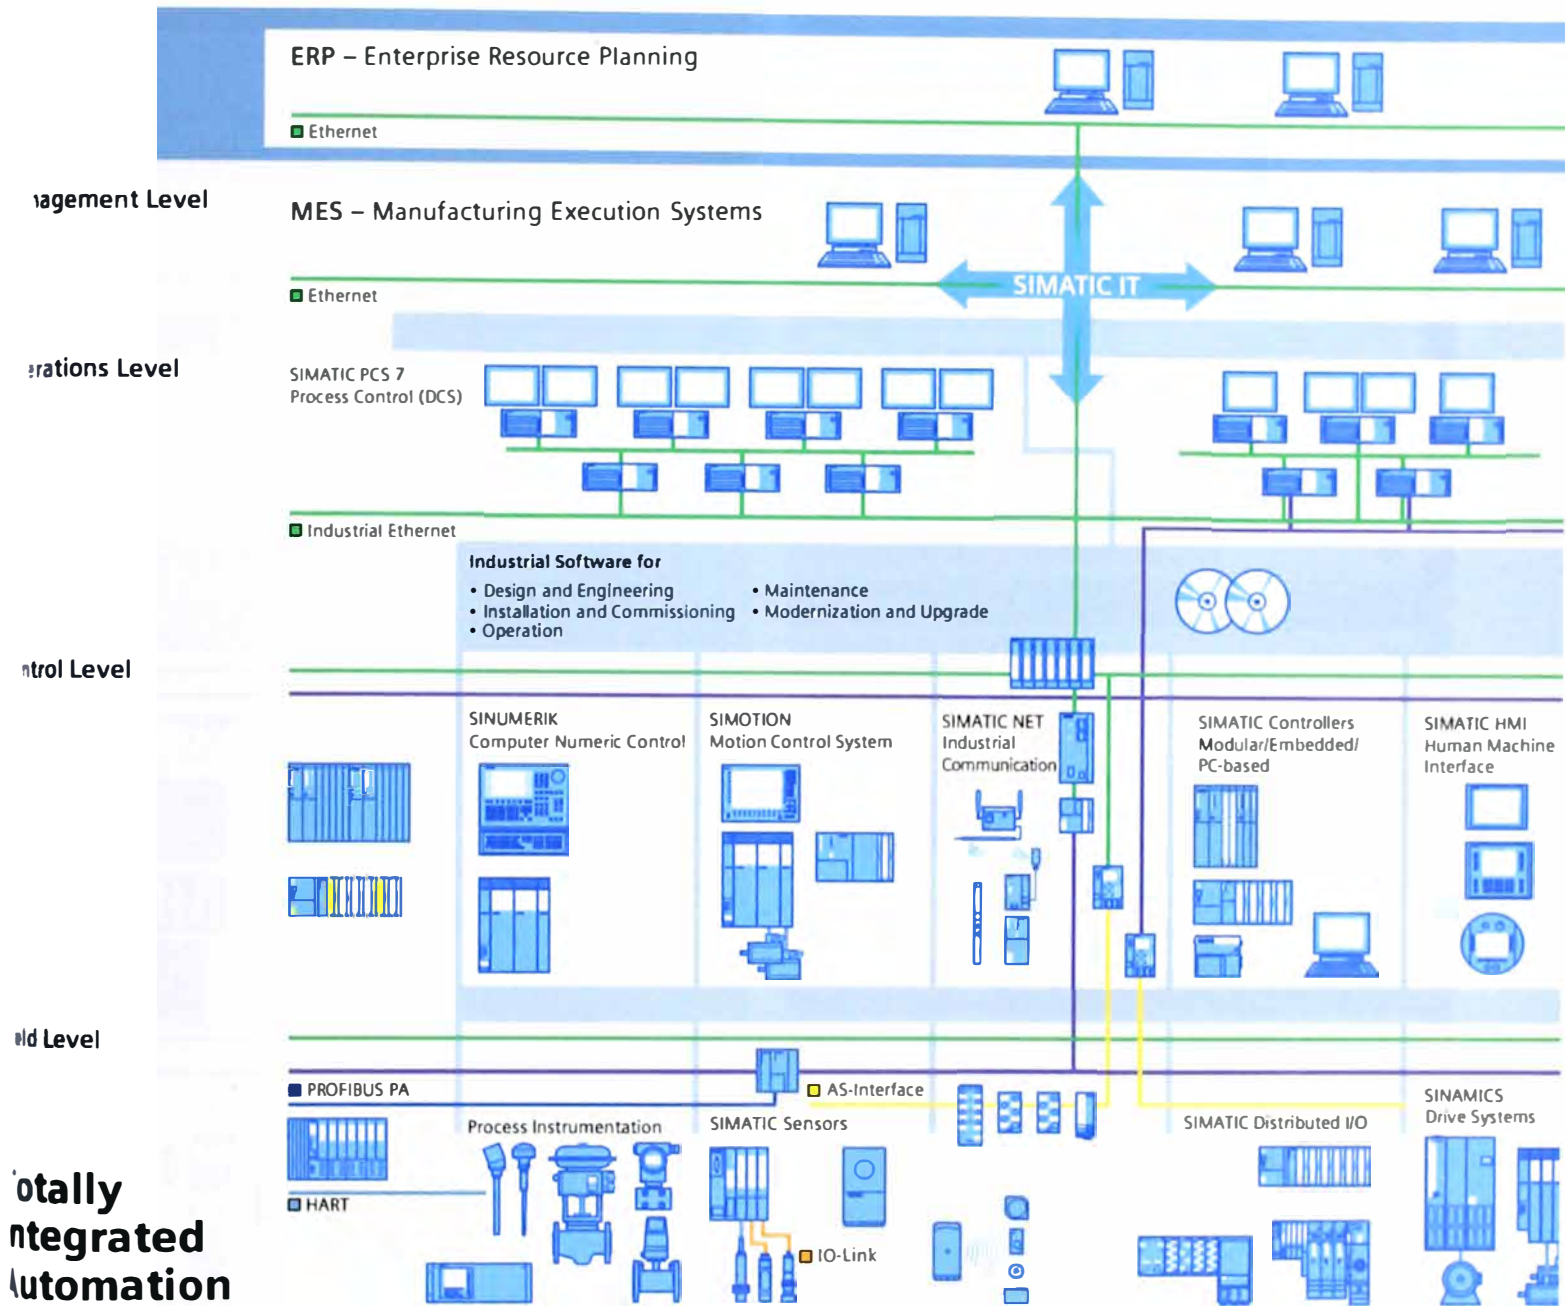 ERP – Enterprise Resource Planning
Ethernet
nagement Level
MES – Manufacturing Execution Systems
SIMATIC IT
Ethernet
erations Level
SIMATIC PCS 7
Process Control (DCS)
Industrial Ethernet
Industrial Software for
• Design and Engineering
• Installation and Commissioning
• Operation
• Maintenance
• Modernization and Upgrade
ntrol Level
SINUMERIK
Computer Numeric Control
SIMOTION
Motion Control System
SIMATIC NET
Industrial
Communication
SIMATIC Controllers
Modular/Embedded/
PC-based
SIMATIC HMI
Human Machine
Interface
eld Level
PROFIBUS PA
AS-Interface
Process Instrumentation
SIMATIC Sensors
SIMATIC Distributed I/O
SINAMICS
Drive Systems
HART
IO-Link
otally
ntegrated
utomation